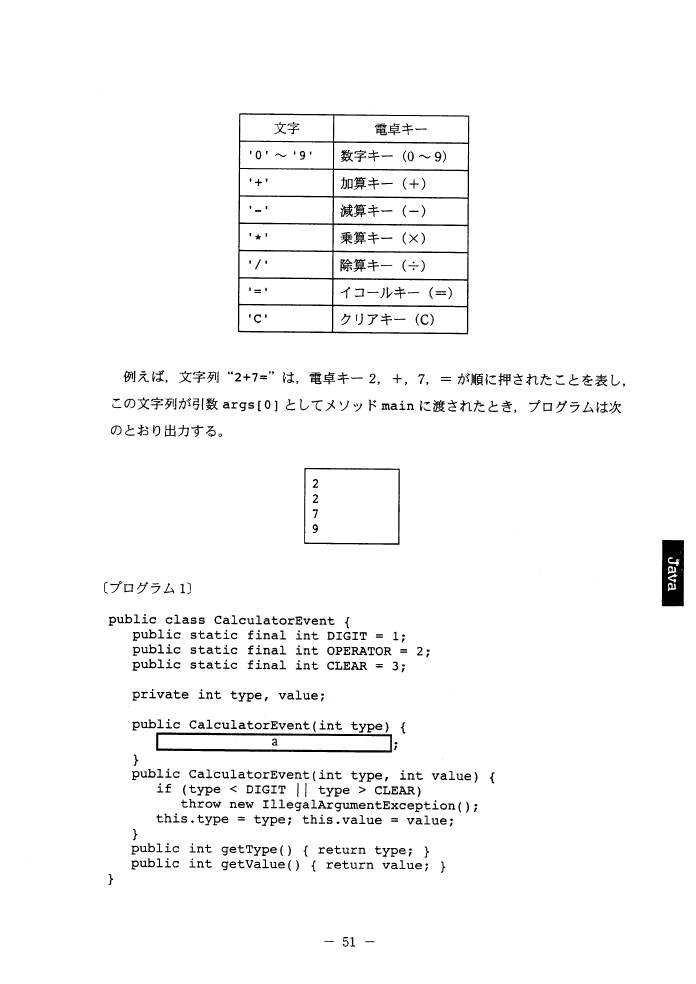 文字 電卓キー
'0' ～ '9' 数字キー（0 ～ 9）
'+' 加算キー（＋）
'-' 減算キー（－）
'*' 乗算キー（×）
'/' 除算キー（÷）
'=' イコールキー（＝）
'C' クリアキー（C）
例えば，文字列“2+7=”は，電卓キー 2，＋，7，＝ が順に押されたことを表し，
この文字列が引数 args[0] としてメソッド main に渡されたとき，プログラムは次
のとおり出力する。
2
2
7
9
Java
〔プログラム 1〕
public class CalculatorEvent {
public static final int DIGIT = 1;
public static final int OPERATOR = 2;
public static final int CLEAR = 3;
private int type, value;
public CalculatorEvent(int type) {
a ;
}
public CalculatorEvent(int type, int value) {
if (type < DIGIT || type > CLEAR)
throw new IllegalArgumentException();
this.type = type; this.value = value;
}
public int getType() { return type; }
public int getValue() { return value; }
}
－ 51 －